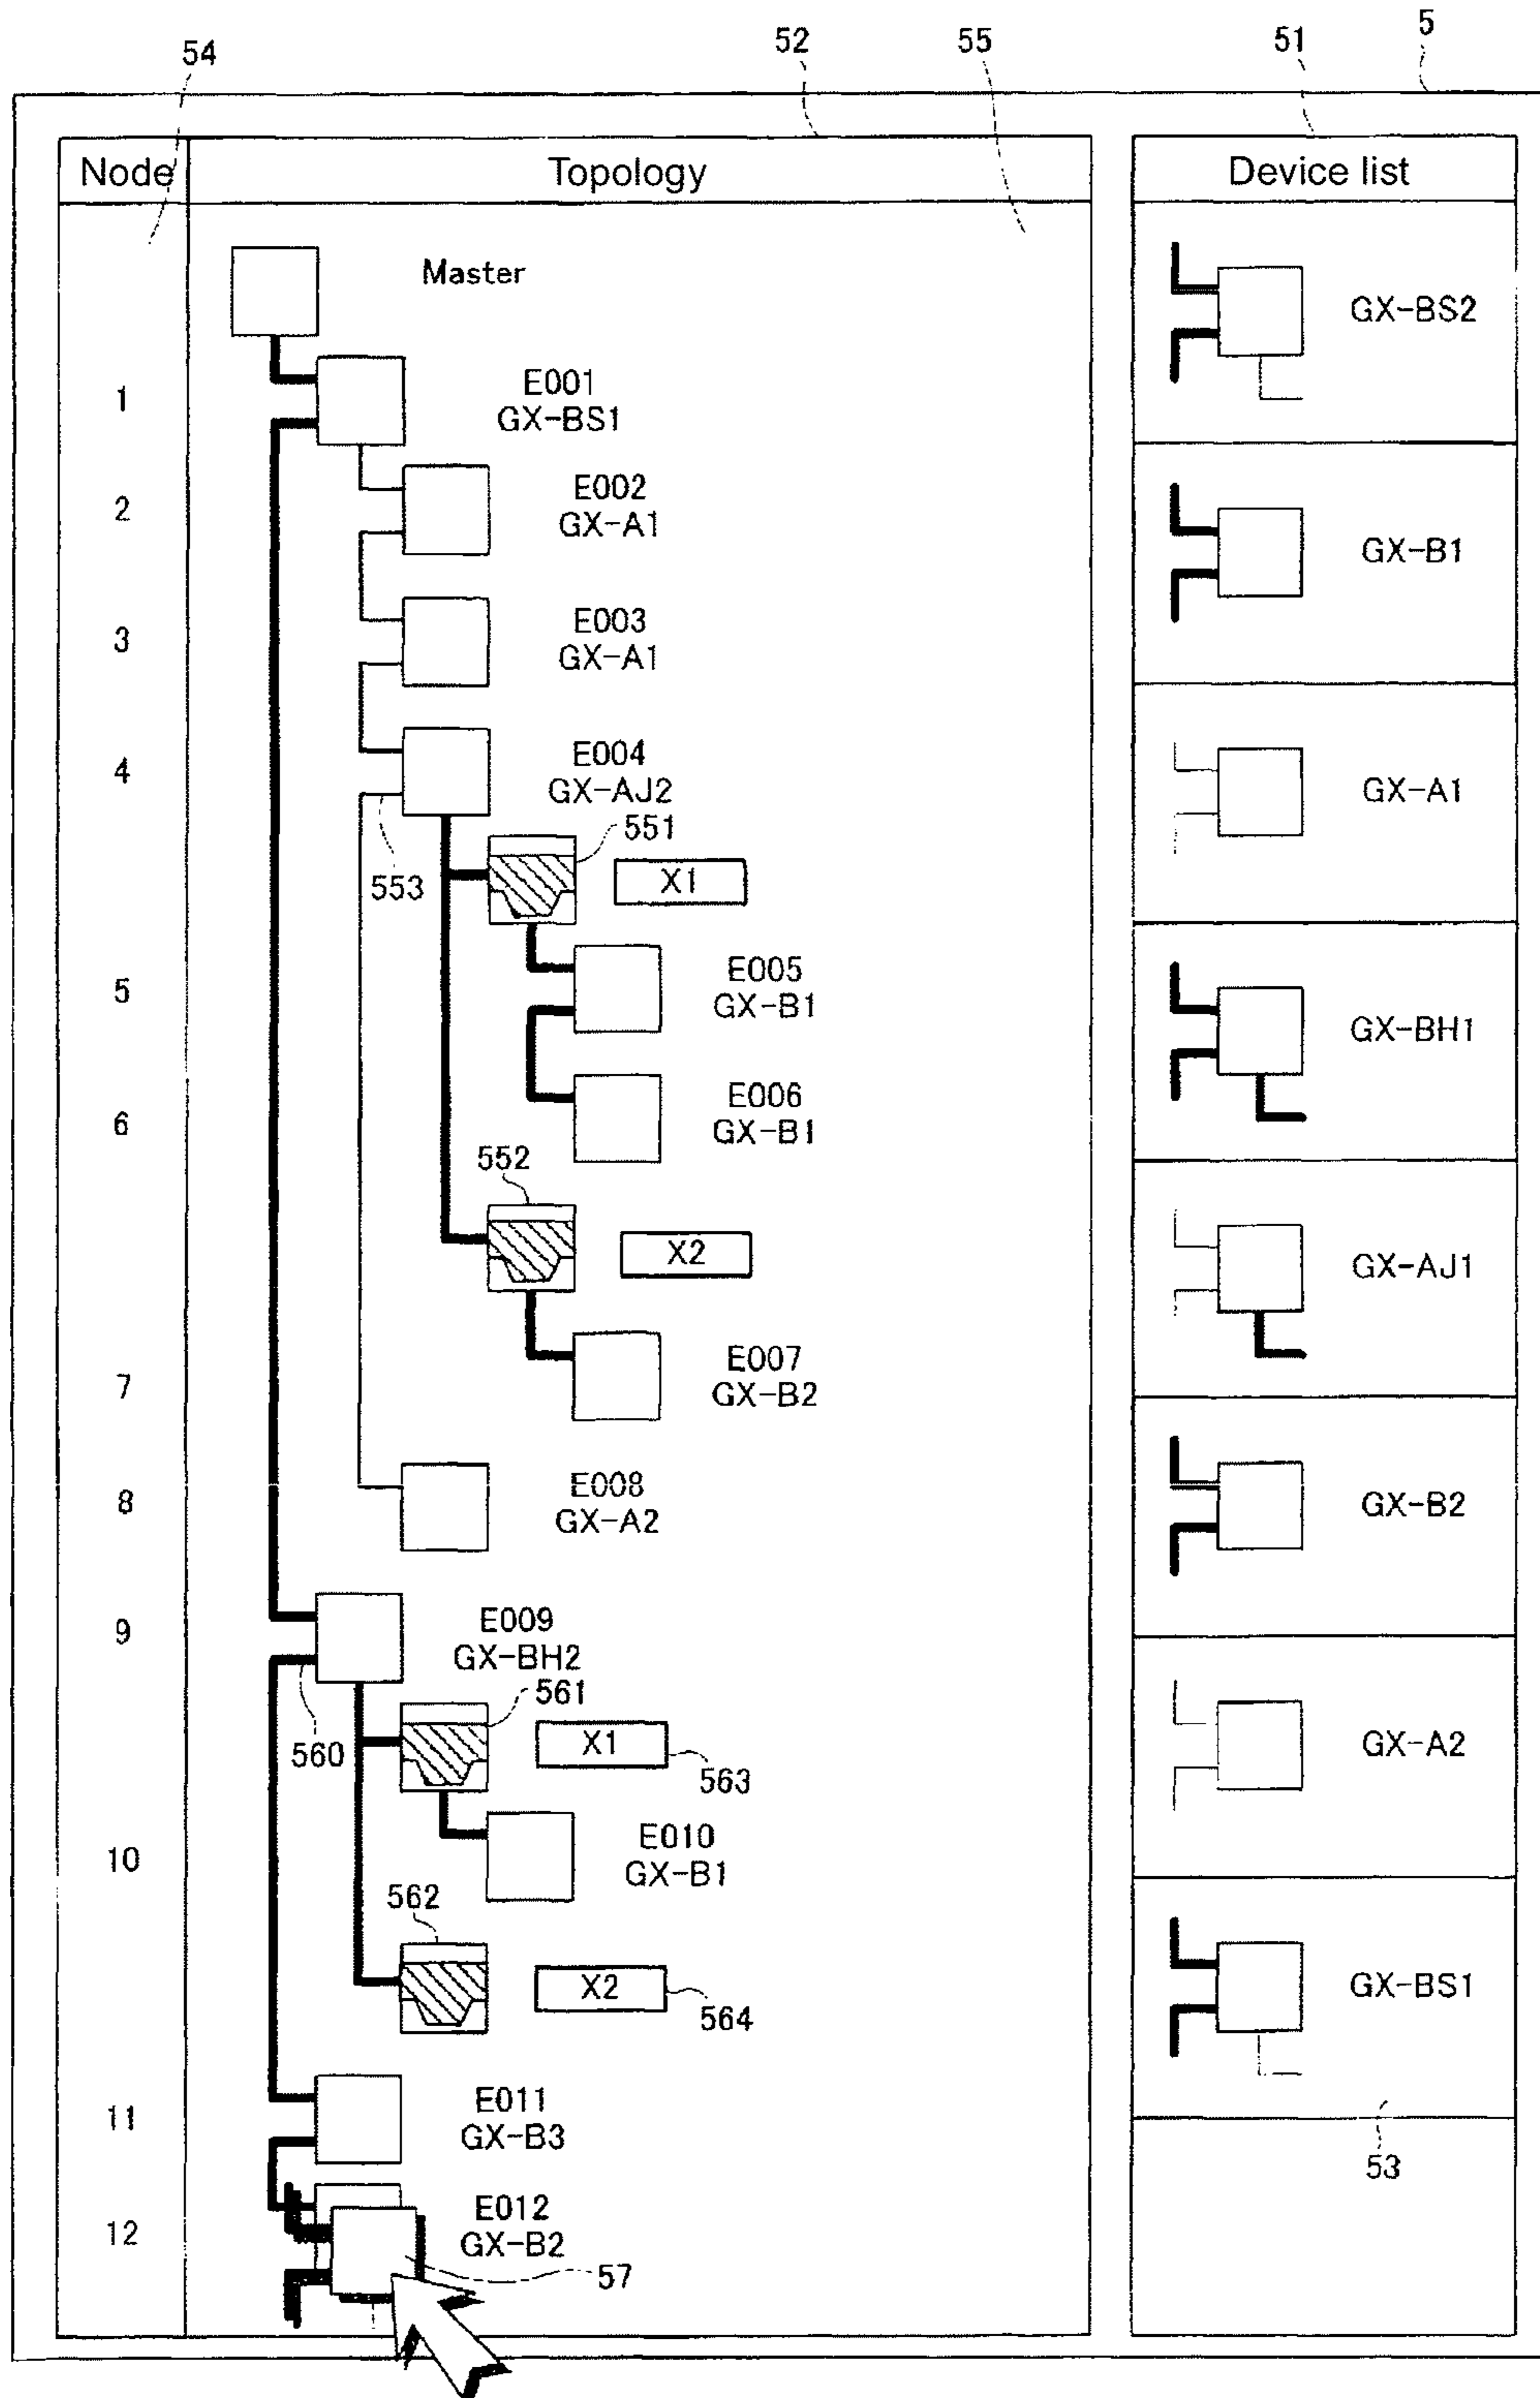 54
52
55
51
5
Node
Topology
Device list
Master
1
E001
GX-BS1
2
E002
GX-A1
3
E003
GX-A1
4
E004
GX-AJ2
553
551
X1
5
E005
GX-B1
6
E006
GX-B1
552
X2
7
E007
GX-B2
8
E008
GX-A2
9
E009
GX-BH2
560
561
X1
563
10
E010
GX-B1
562
X2
564
11
E011
GX-B3
12
E012
GX-B2
57
GX-BS2
GX-B1
GX-A1
GX-BH1
GX-AJ1
GX-B2
GX-A2
GX-BS1
53